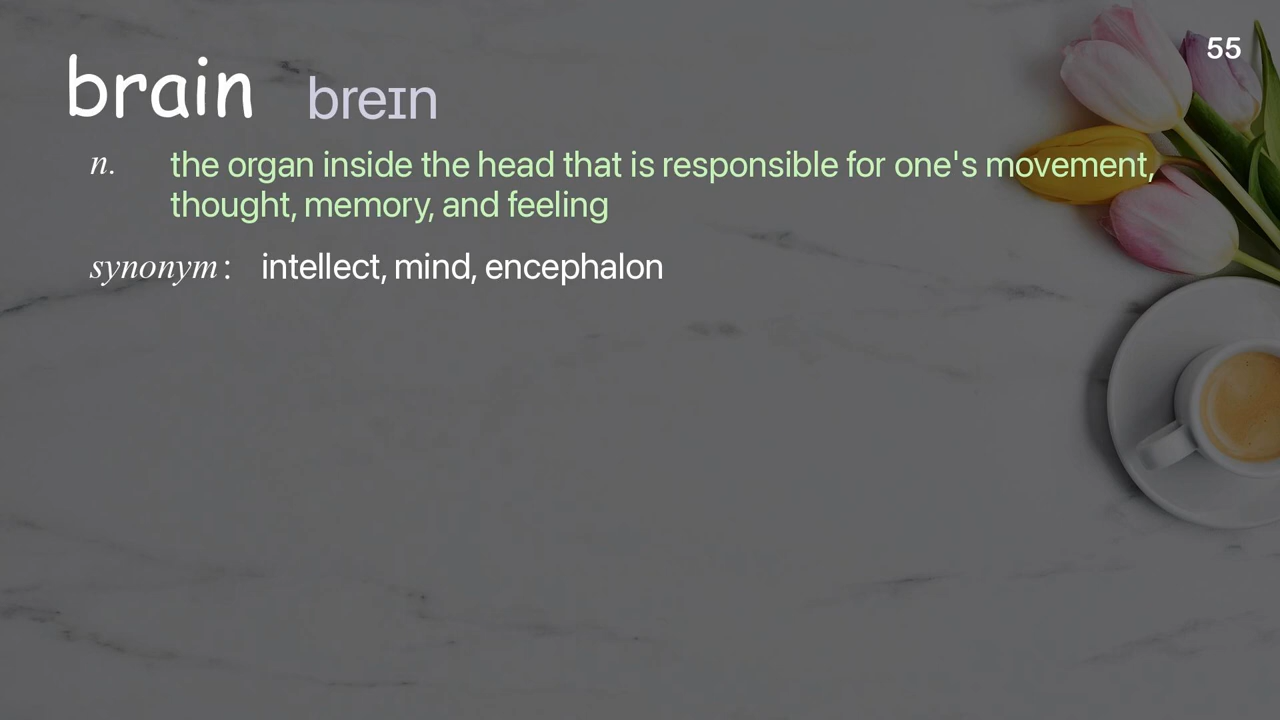 55
brain breɪn
n. the organ inside the head that is responsible for one's movement,
thought, memory, and feeling
synonym: intellect, mind, encephalon